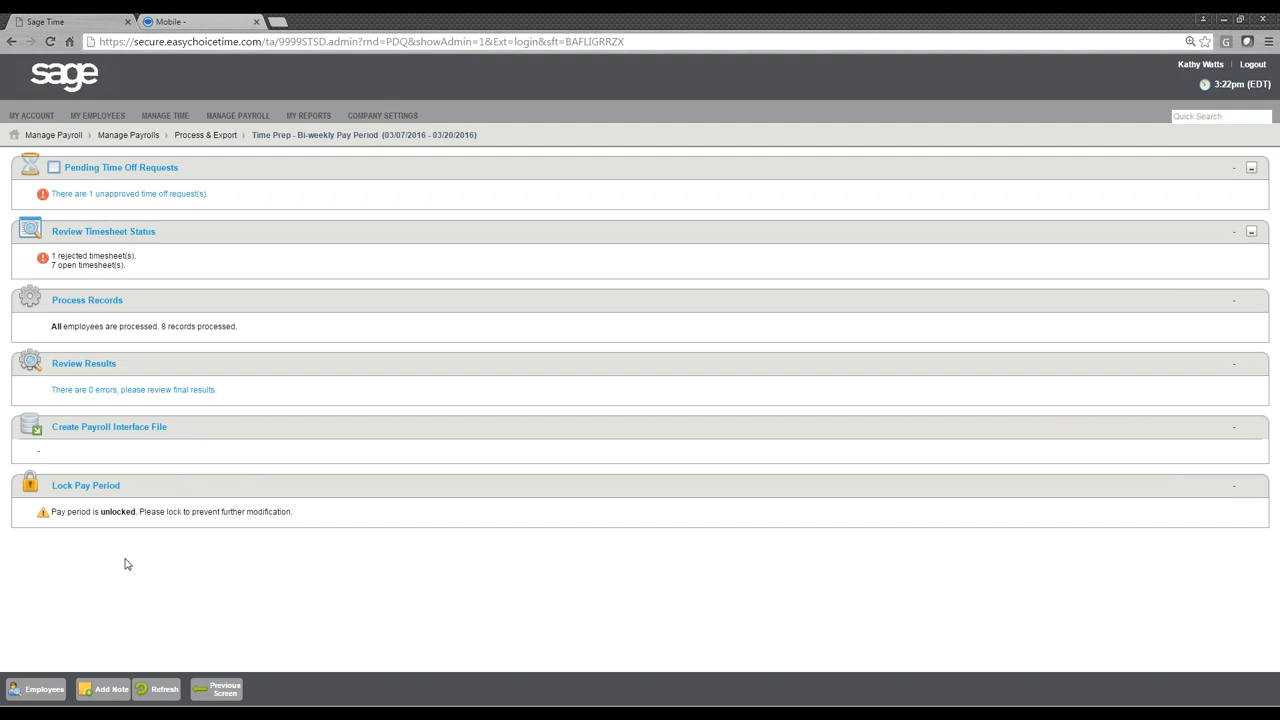 Sage Time
Mobile -
https://secure.easychoicetime.com/ta/9999STSD.admin?rnd=PDQ&showAdmin=1&Ext=login&sft=BAFLIGRRZX
sage
Kathy Watts | Logout
3:22pm (EDT)
MY ACCOUNT MY EMPLOYEES MANAGE TIME MANAGE PAYROLL MY REPORTS COMPANY SETTINGS
Quick Search
Manage Payroll Manage Payrolls Process & Export Time Prep - Bi-weekly Pay Period (03/07/2016 - 03/20/2016)
Pending Time Off Requests -
There are 1 unapproved time off request(s).
Review Timesheet Status -
1 rejected timesheet(s).
7 open timesheet(s).
Process Records -
All employees are processed. 8 records processed.
Review Results -
There are 0 errors, please review final results.
Create Payroll Interface File -
-
Lock Pay Period -
Pay period is unlocked. Please lock to prevent further modification.
Employees Add Note Refresh Previous
Screen